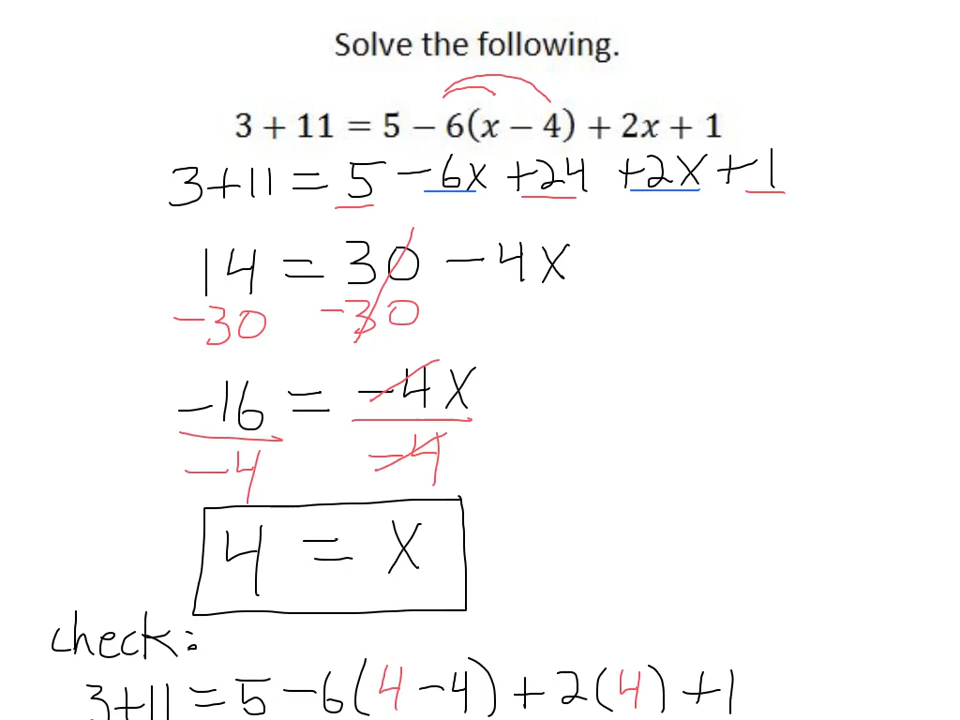 Solve the following.
3 + 11 = 5 − 6(x − 4) + 2x + 1
3+11 = 5 −6x +24 +2x +1
14 = 30 −4x
−30 −30
−16 = −4x
−4 −4
4 = x
check:
3+11 = 5 −6(4 −4) + 2(4) +1